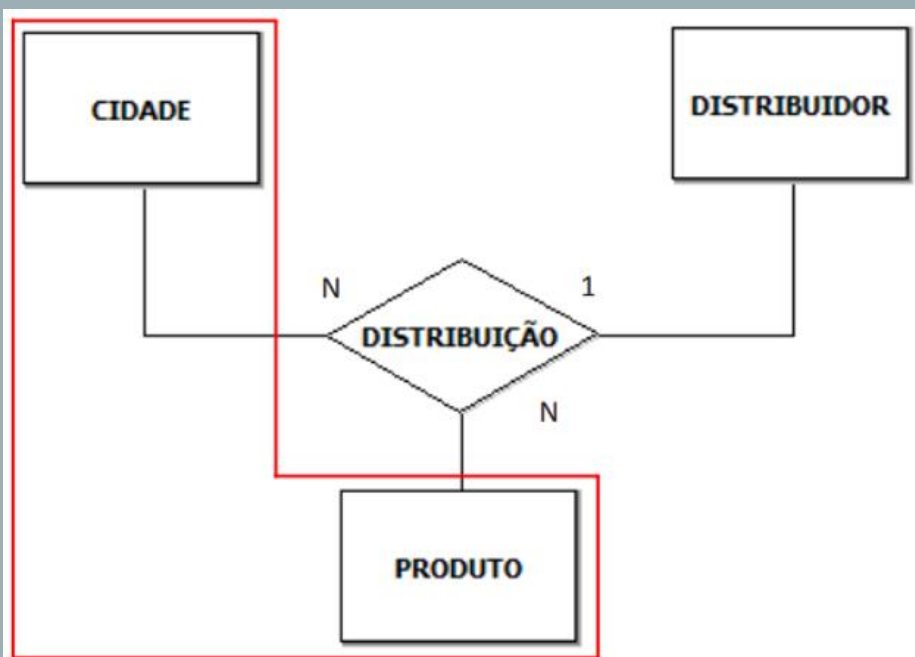 CIDADE
DISTRIBUIDOR
N
1
DISTRIBUIÇÃO
N
PRODUTO